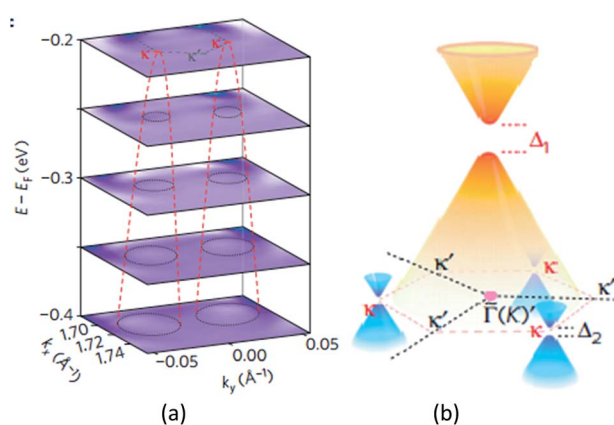 −0.2
κ
κ′
κ
E − E_F (eV)
−0.3
−0.4
1.70
1.72
1.74
k_x (Å⁻¹)
−0.05
0.00
0.05
k_y (Å⁻¹)
(a)
Δ₁
κ′
κ
κ′
κ
Γ̄(K)′
κ′
κ
Δ₂
(b)